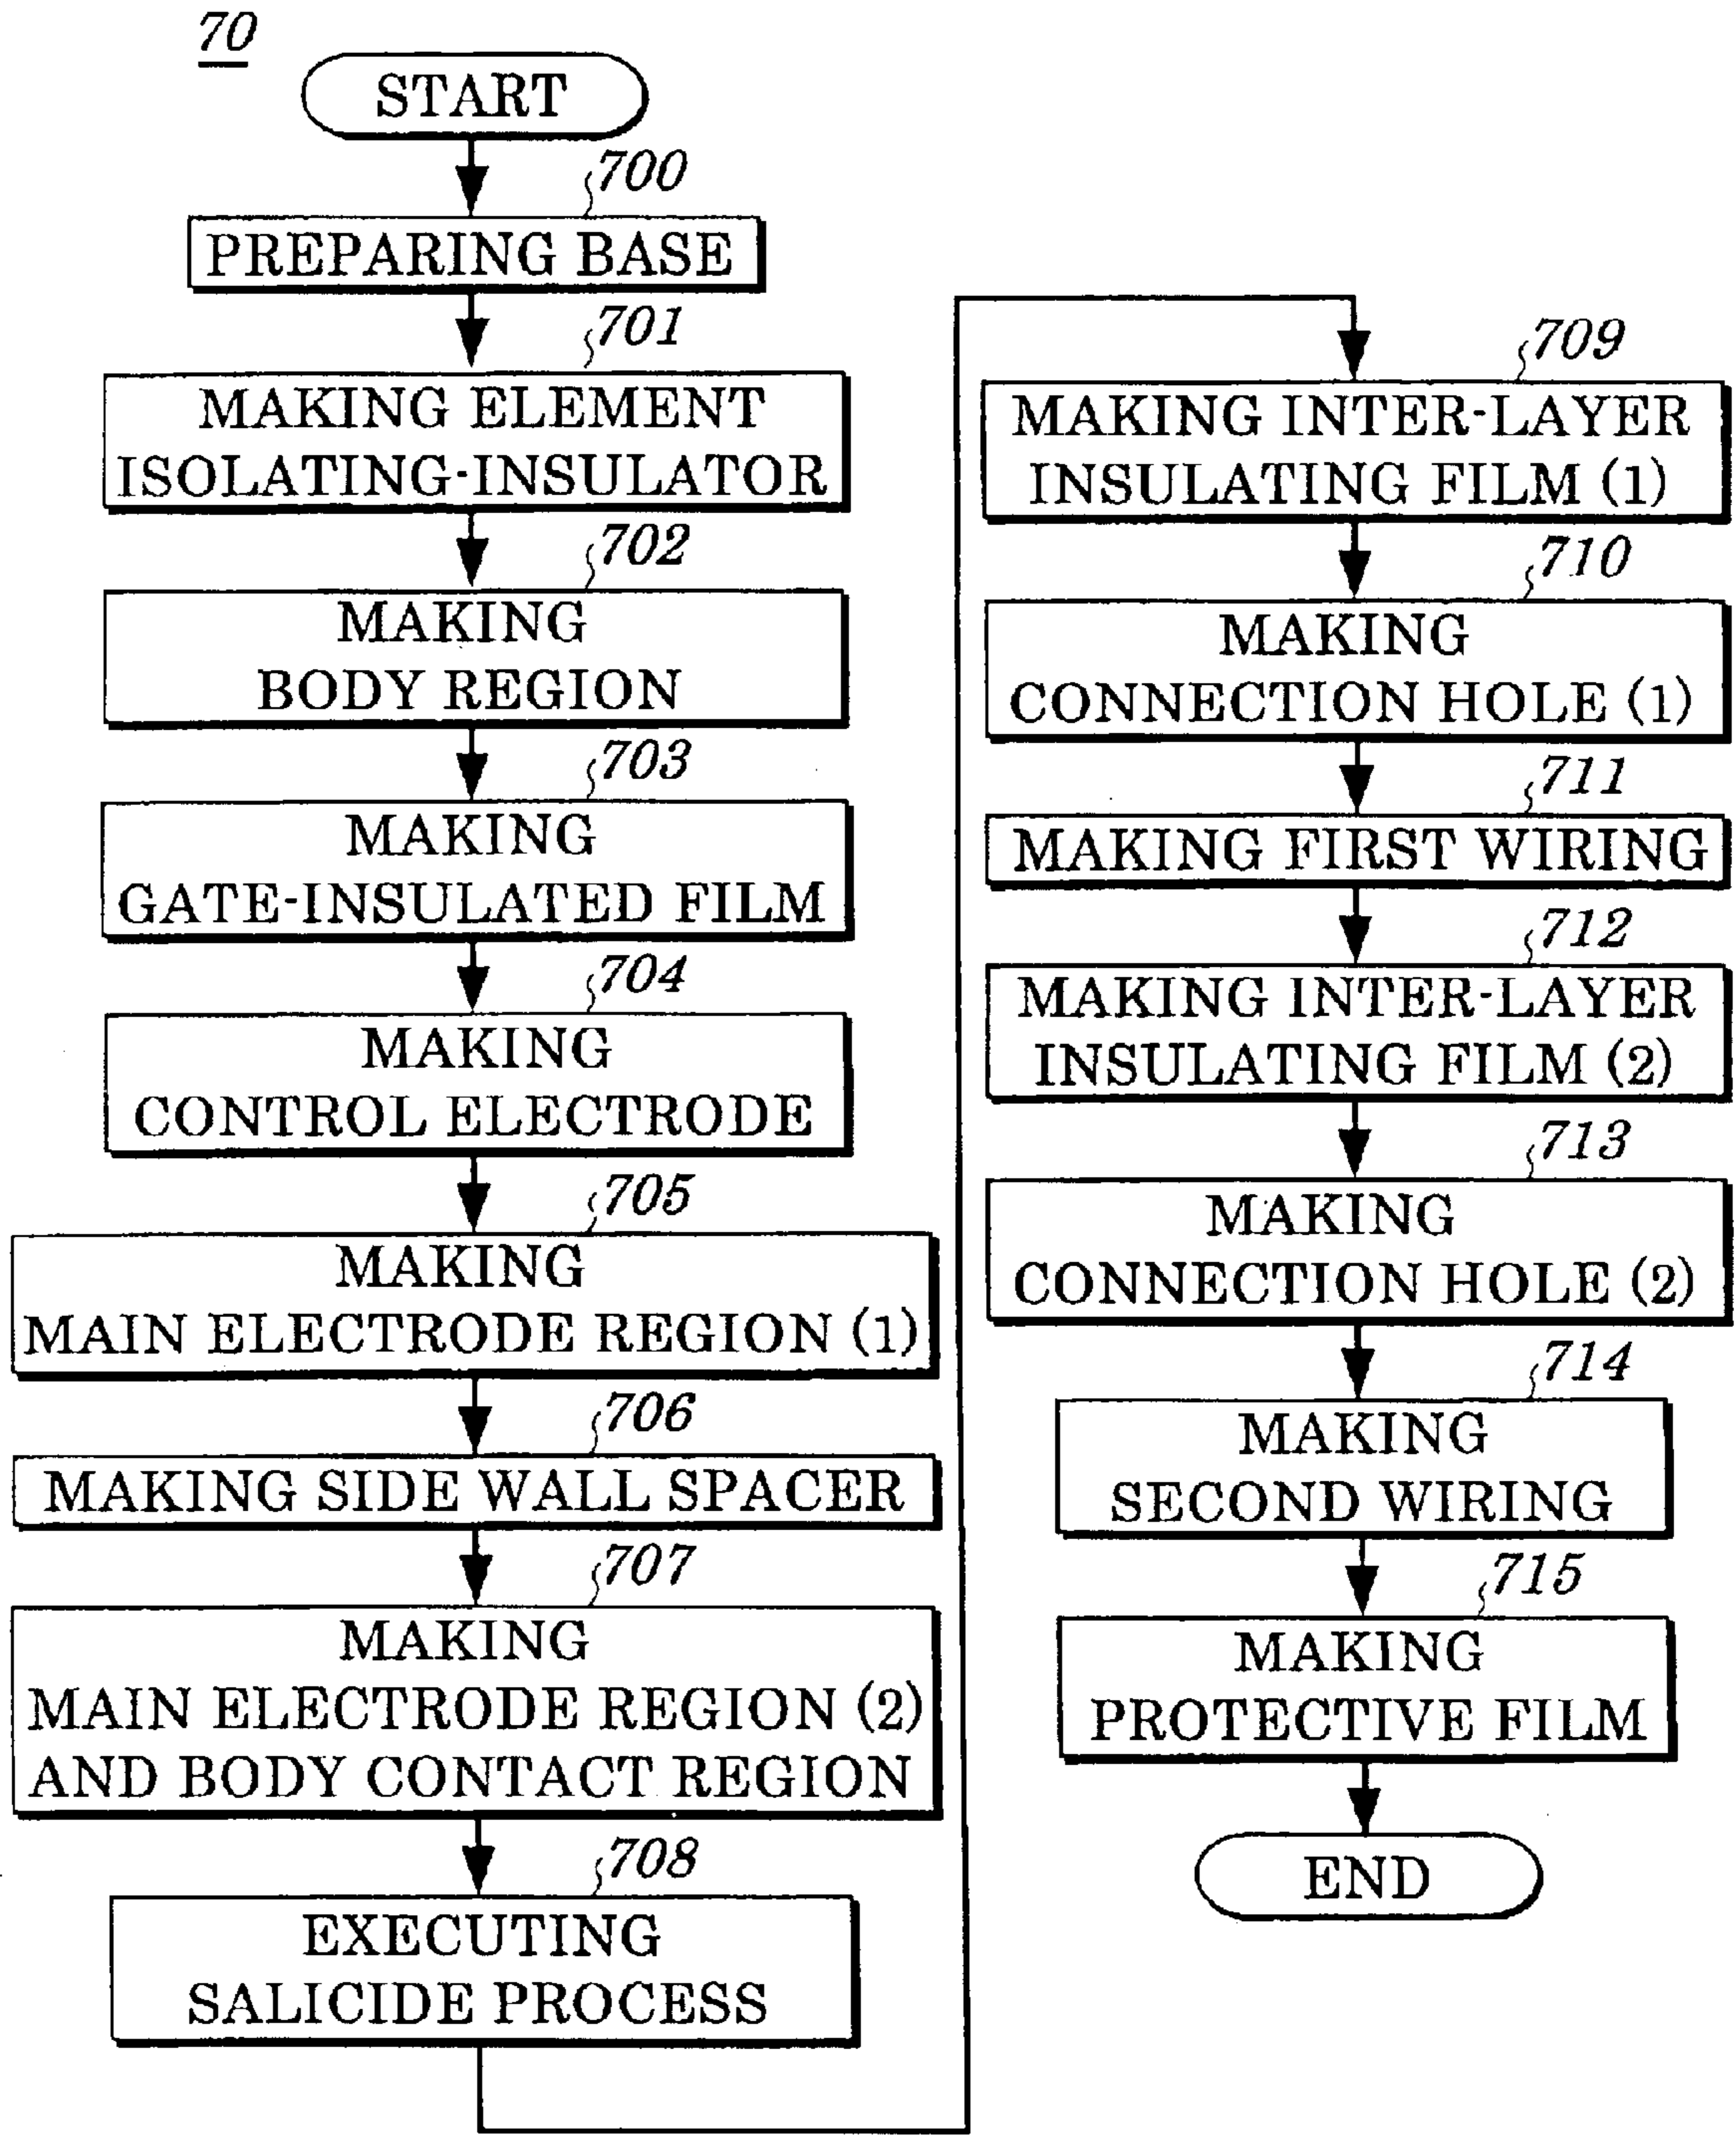 70
START
700
PREPARING BASE
701
MAKING ELEMENT
ISOLATING-INSULATOR
702
MAKING
BODY REGION
703
MAKING
GATE-INSULATED FILM
704
MAKING
CONTROL ELECTRODE
705
MAKING
MAIN ELECTRODE REGION (1)
706
MAKING SIDE WALL SPACER
707
MAKING
MAIN ELECTRODE REGION (2)
AND BODY CONTACT REGION
708
EXECUTING
SALICIDE PROCESS
709
MAKING INTER-LAYER
INSULATING FILM (1)
710
MAKING
CONNECTION HOLE (1)
711
MAKING FIRST WIRING
712
MAKING INTER-LAYER
INSULATING FILM (2)
713
MAKING
CONNECTION HOLE (2)
714
MAKING
SECOND WIRING
715
MAKING
PROTECTIVE FILM
END